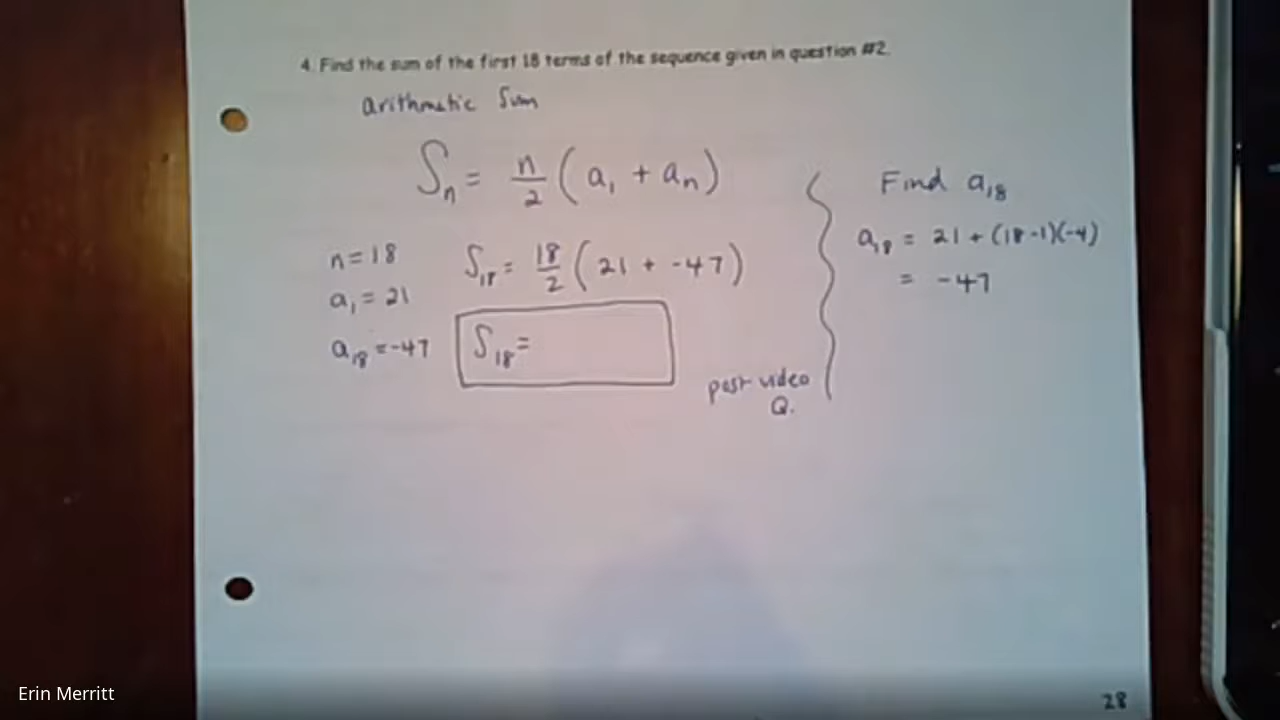 4. Find the sum of the first 18 terms of the sequence given in question #2.
arithmetic Sum
Sₙ = n/2 ( a₁ + aₙ )
n = 18
a₁ = 21
a₁₈ = -47
S₁₈ = 18/2 ( 21 + -47 )
S₁₈ =
post video
Q.
Find a₁₈
a₁₈ = 21 + (18-1)(-4)
= -47
28
Erin Merritt